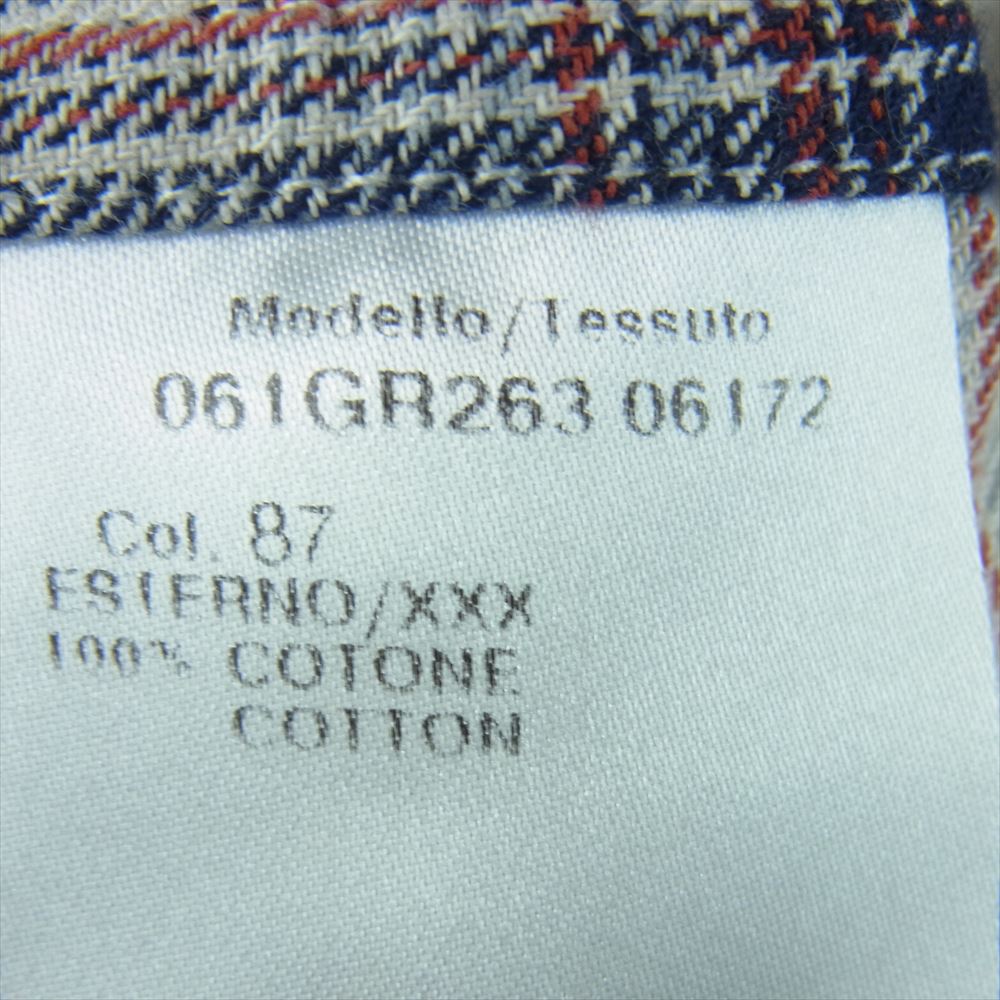 Modello/Tessuto
061GR263 06172
Col. 87
ESTERNO/XXX
100% COTONE
COTTON